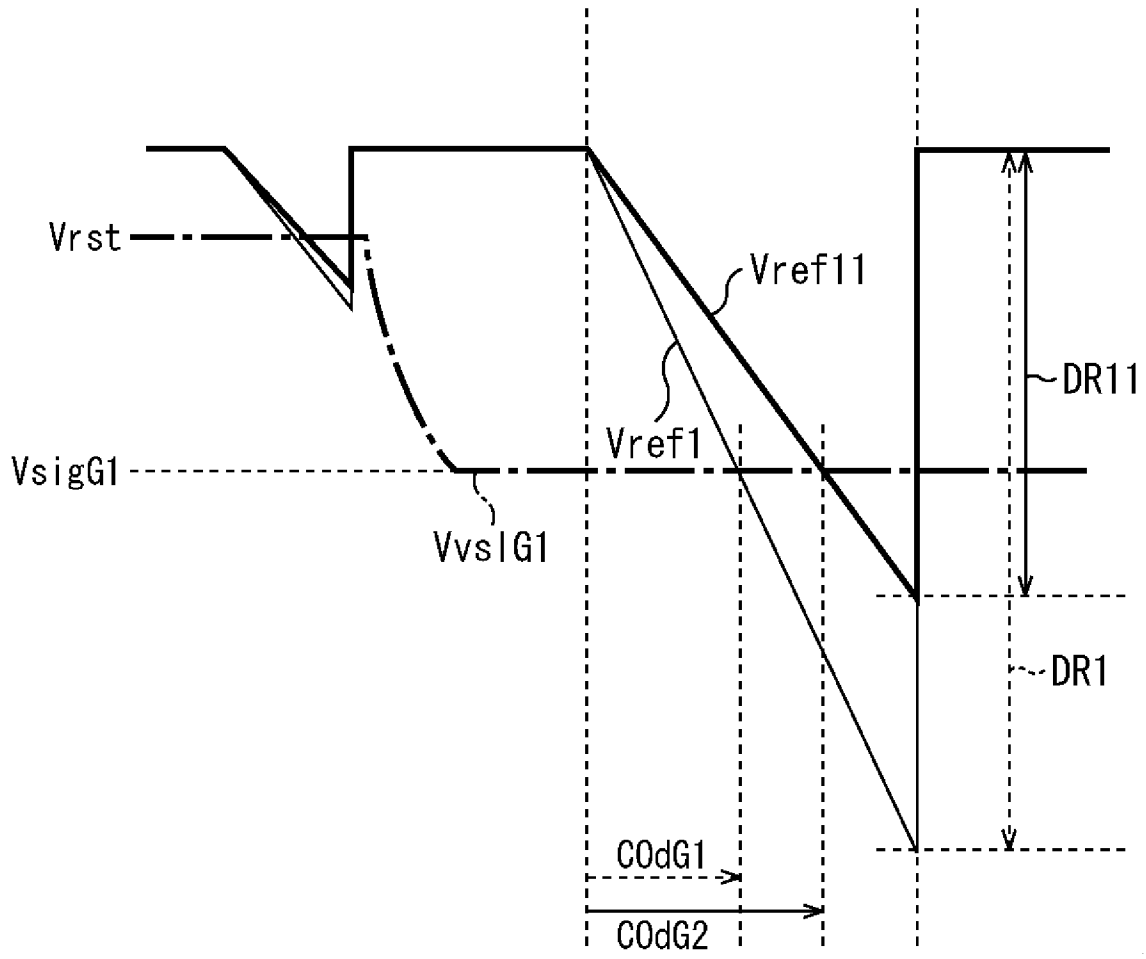 Vrst
Vref11
DR11
Vref1
VsigG1
VvslG1
DR1
COdG1
COdG2